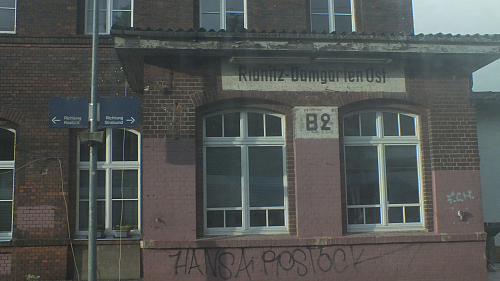 Ribnitz-Damgarten Ost
B2
Richtung
Rostock
Richtung
Stralsund
HANSA ROSTOCK